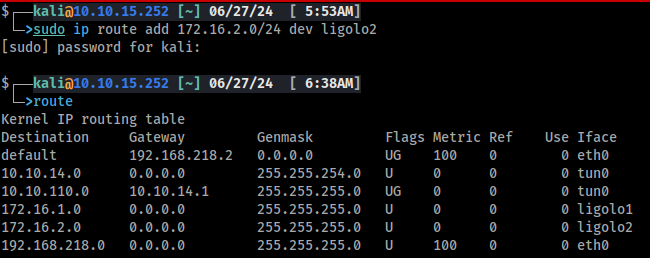 $ ┌──kali@10.10.15.252 [~] 06/27/24  [ 5:53AM]
  └─>sudo ip route add 172.16.2.0/24 dev ligolo2
[sudo] password for kali:
$ ┌──kali@10.10.15.252 [~] 06/27/24  [ 6:38AM]
  └─>route
Kernel IP routing table
Destination     Gateway         Genmask         Flags Metric Ref    Use Iface
default         192.168.218.2   0.0.0.0         UG    100    0        0 eth0
10.10.14.0      0.0.0.0         255.255.254.0   U     0      0        0 tun0
10.10.110.0     10.10.14.1      255.255.255.0   UG    0      0        0 tun0
172.16.1.0      0.0.0.0         255.255.255.0   U     0      0        0 ligolo1
172.16.2.0      0.0.0.0         255.255.255.0   U     0      0        0 ligolo2
192.168.218.0   0.0.0.0         255.255.255.0   U     100    0        0 eth0